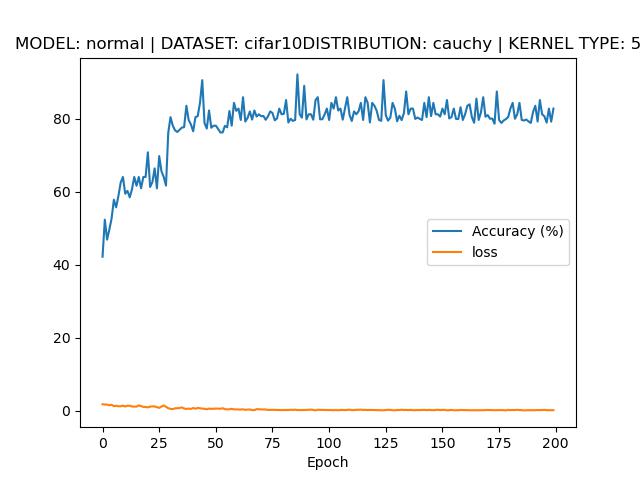 MODEL: normal | DATASET: cifar10DISTRIBUTION: cauchy | KERNEL TYPE: 5
80
60
40
20
0
Accuracy (%)
loss
0 25 50 75 100 125 150 175 200
Epoch